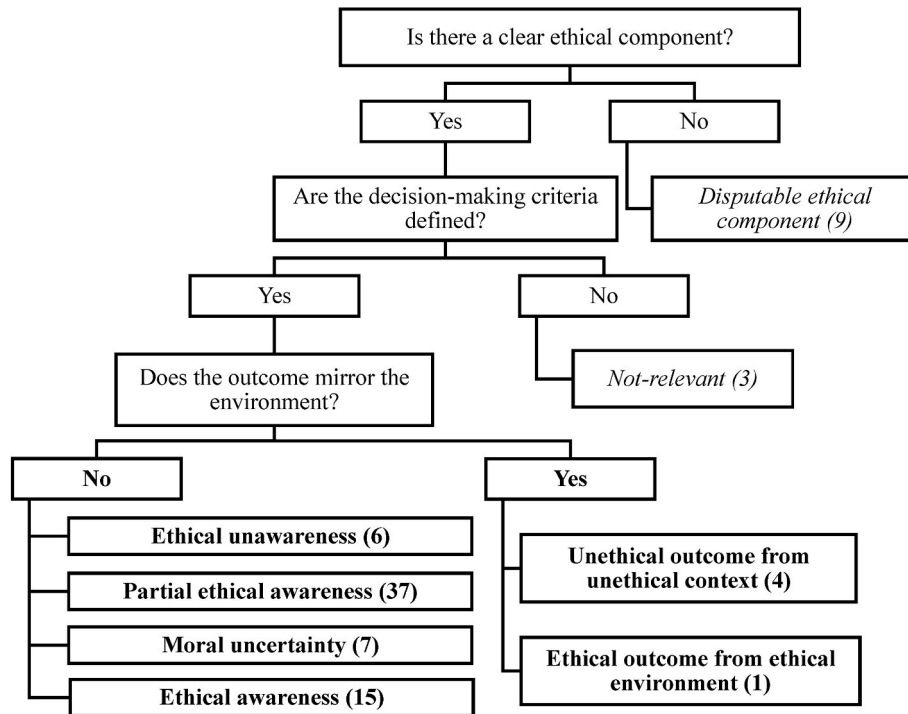 Is there a clear ethical component?
Yes
No
Are the decision-making criteria
defined?
Disputable ethical
component (9)
Yes
No
Does the outcome mirror the
environment?
Not-relevant (3)
No
Yes
Ethical unawareness (6)
Partial ethical awareness (37)
Moral uncertainty (7)
Ethical awareness (15)
Unethical outcome from
unethical context (4)
Ethical outcome from ethical
environment (1)